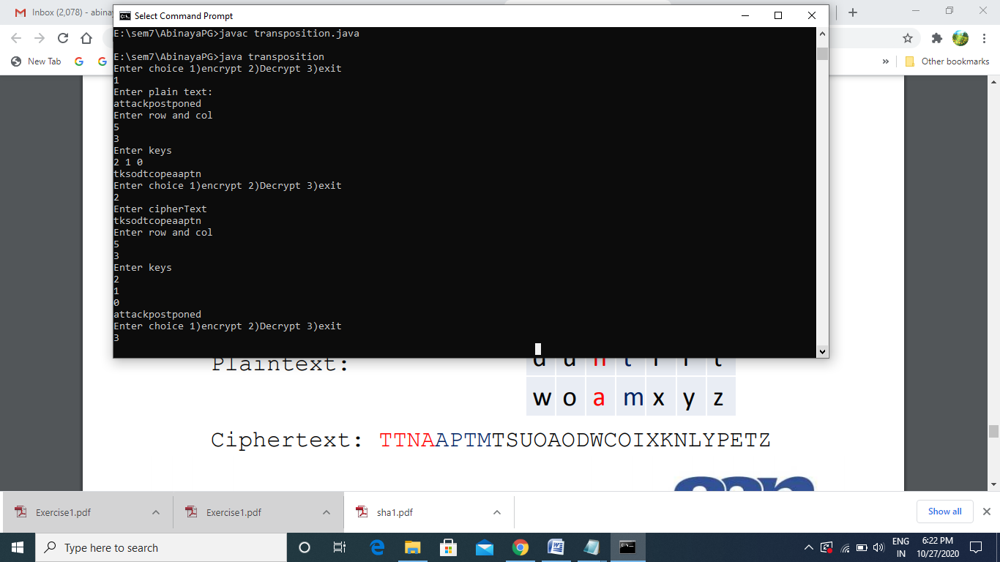 Inbox (2,078) - abinay
Select Command Prompt
New Tab
Other bookmarks
E:\sem7\AbinayaPG>javac transposition.java
E:\sem7\AbinayaPG>java transposition
Enter choice 1)encrypt 2)Decrypt 3)exit
1
Enter plain text:
attackpostponed
Enter row and col
5
3
Enter keys
2 1 0
tksodtcopeaaptn
Enter choice 1)encrypt 2)Decrypt 3)exit
2
Enter cipherText
tksodtcopeaaptn
Enter row and col
5
3
Enter keys
2
1
0
attackpostponed
Enter choice 1)encrypt 2)Decrypt 3)exit
3
Plaintext:
w o a m x y z
Ciphertext: TTNAAPTMTSUOAODWCOIXKNLYPETZ
Exercise1.pdf
Exercise1.pdf
sha1.pdf
Show all
Type here to search
ENG
IN
6:22 PM
10/27/2020